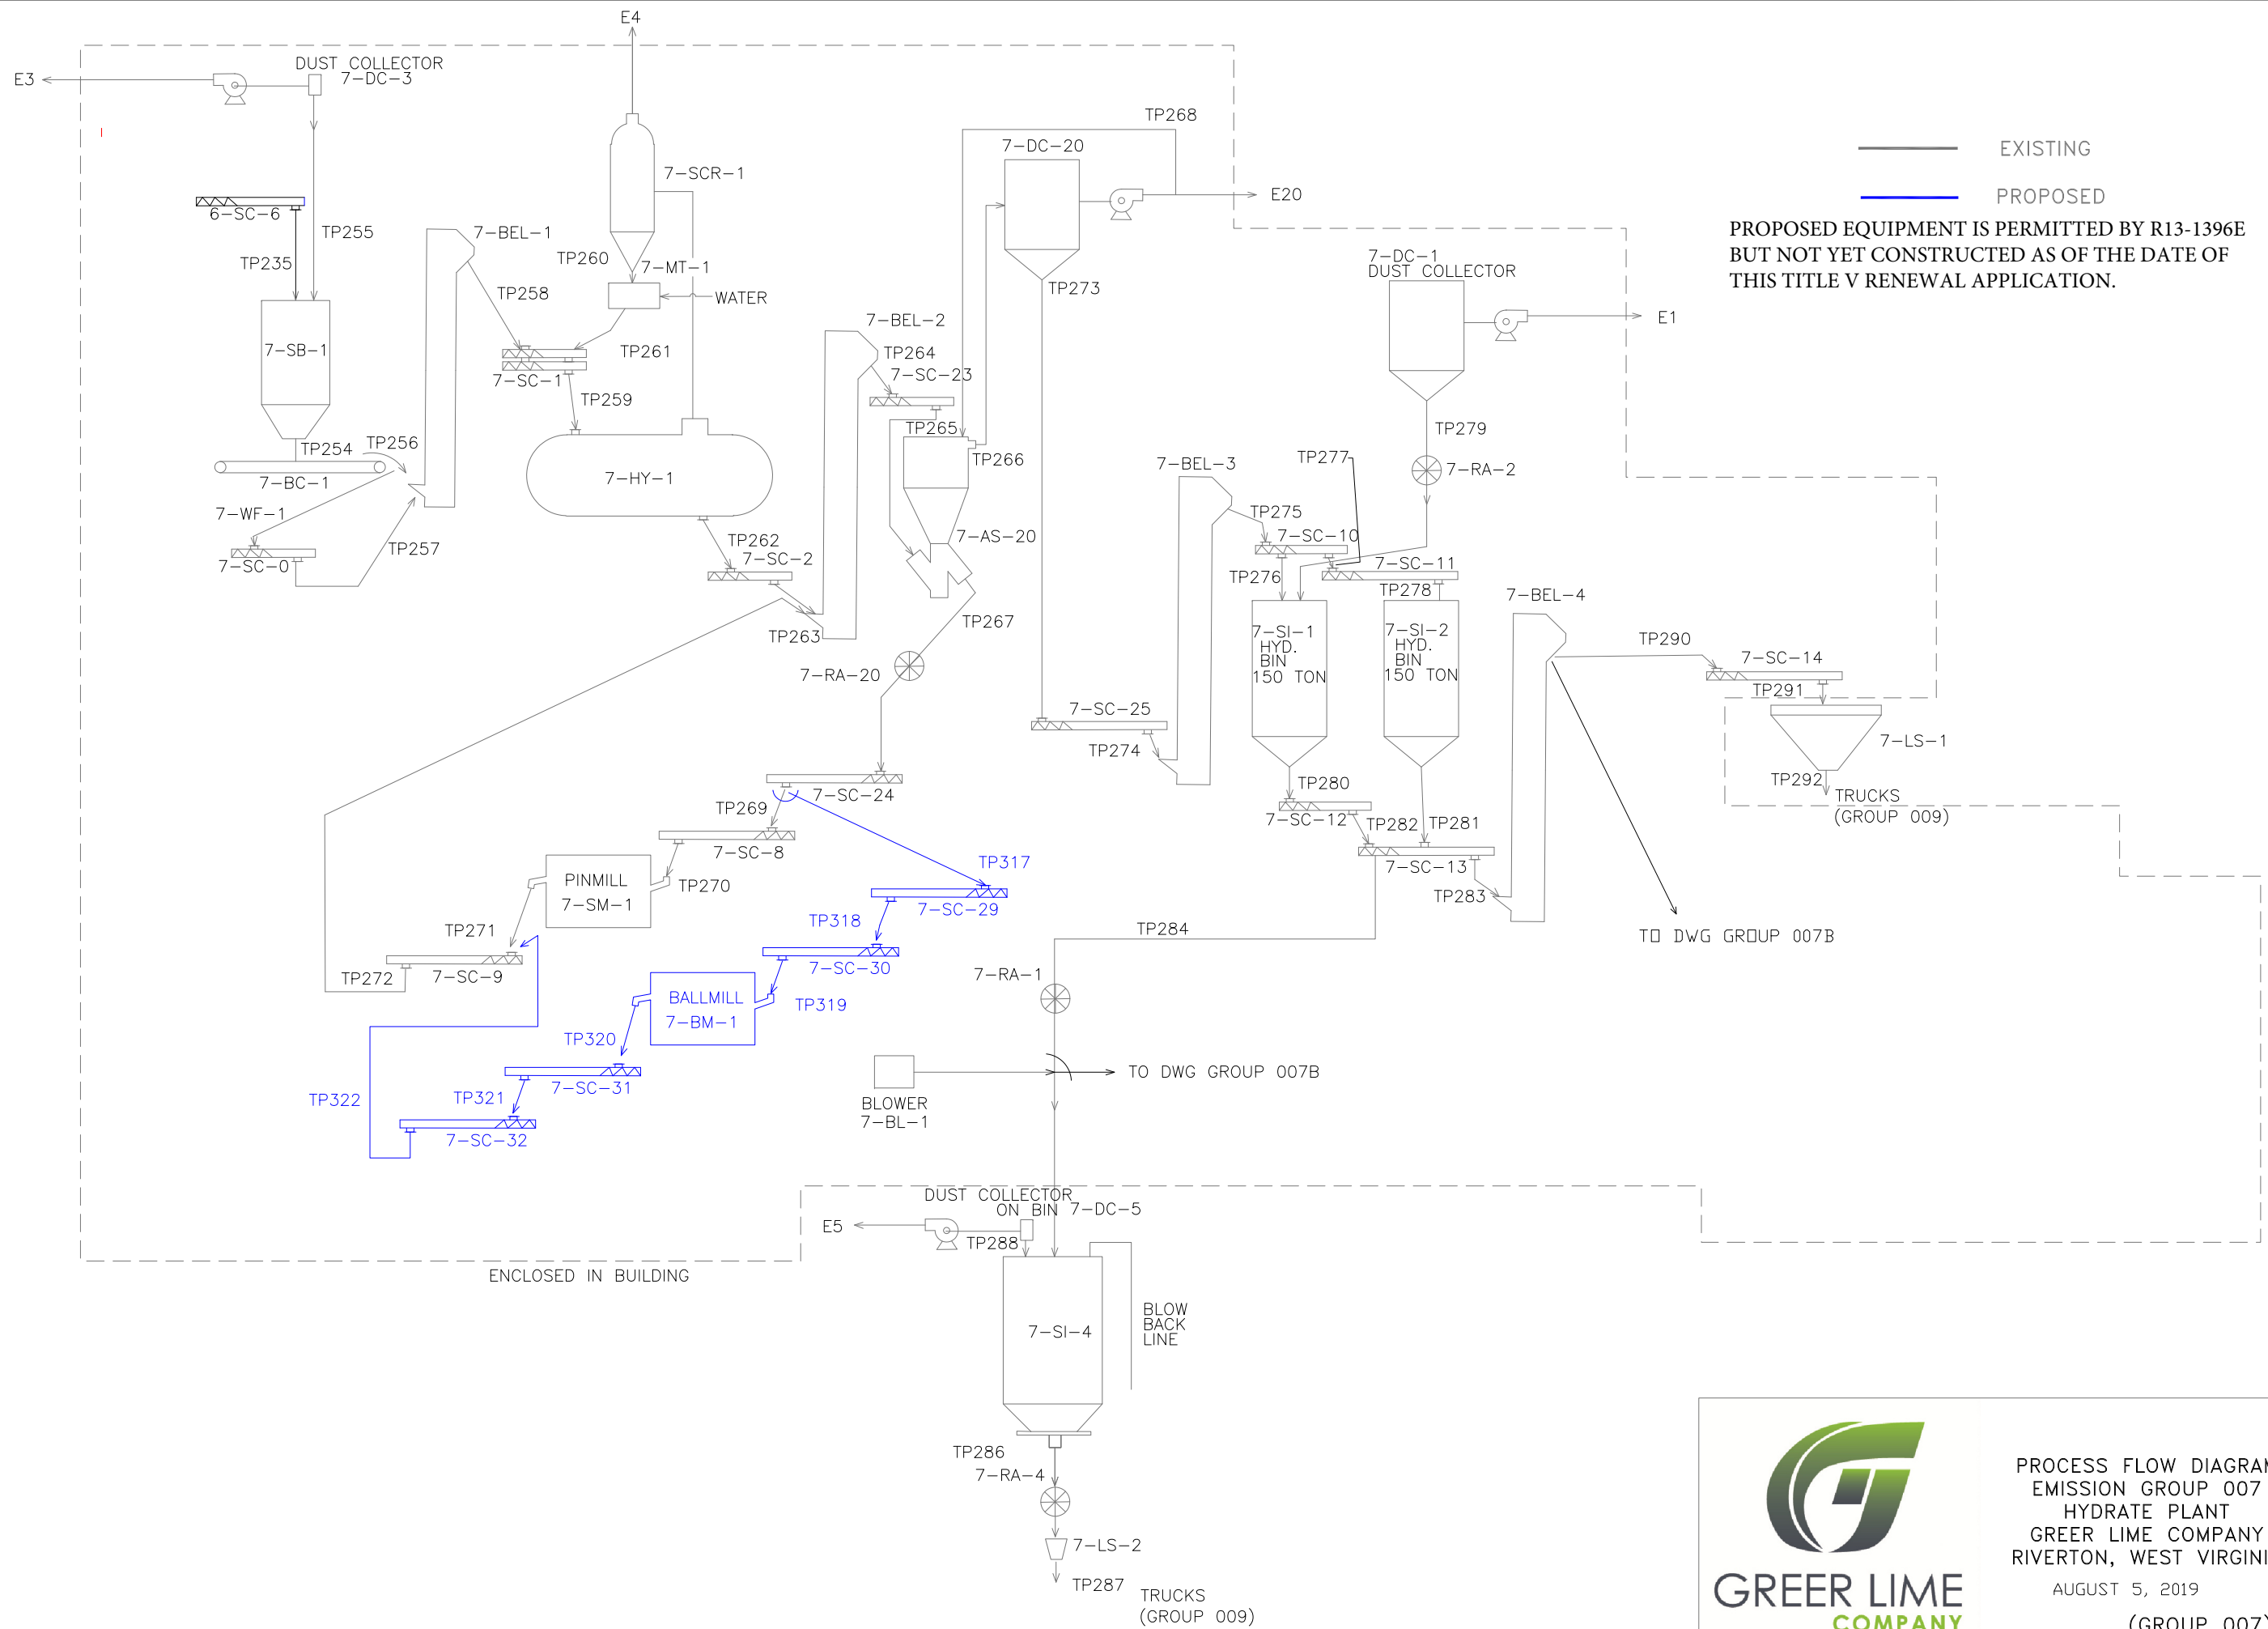 E4
DUST COLLECTOR
7-DC-3
E3
TP268
7-DC-20
EXISTING
7-SCR-1
E20
PROPOSED
6-SC-6
PROPOSED EQUIPMENT IS PERMITTED BY R13-1396E
BUT NOT YET CONSTRUCTED AS OF THE DATE OF
THIS TITLE V RENEWAL APPLICATION.
TP255
7-BEL-1
TP235
TP260
7-MT-1
7-DC-1
DUST COLLECTOR
TP273
TP258
WATER
E1
7-BEL-2
7-SB-1
TP261
TP264
7-SC-1
7-SC-23
TP259
TP265
TP279
TP254
TP256
TP266
TP277
7-BEL-3
7-RA-2
7-BC-1
7-HY-1
7-WF-1
TP275
7-SC-10
7-AS-20
TP262
TP257
7-SC-0
7-SC-2
7-SC-11
TP276
TP278
7-BEL-4
TP267
7-SI-1
HYD.
BIN
150 TON
7-SI-2
HYD.
BIN
150 TON
TP263
TP290
7-SC-14
7-RA-20
TP291
7-SC-25
7-LS-1
TP274
TP292
TP280
7-SC-24
TRUCKS
(GROUP 009)
TP269
7-SC-12
TP282
TP281
7-SC-8
TP317
7-SC-13
PINMILL
7-SM-1
TP270
TP283
7-SC-29
TP318
TP271
TP284
TO DWG GROUP 007B
7-SC-30
TP272
7-SC-9
7-RA-1
BALLMILL
7-BM-1
TP319
TP320
TO DWG GROUP 007B
7-SC-31
TP322
TP321
BLOWER
7-BL-1
7-SC-32
DUST COLLECTOR
ON BIN 7-DC-5
E5
TP288
ENCLOSED IN BUILDING
BLOW
BACK
LINE
7-SI-4
TP286
7-RA-4
7-LS-2
TP287
TRUCKS
(GROUP 009)
GREER LIME
COMPANY
PROCESS FLOW DIAGRAM
EMISSION GROUP 007
HYDRATE PLANT
GREER LIME COMPANY
RIVERTON, WEST VIRGINI
AUGUST 5, 2019
(GROUP 007)